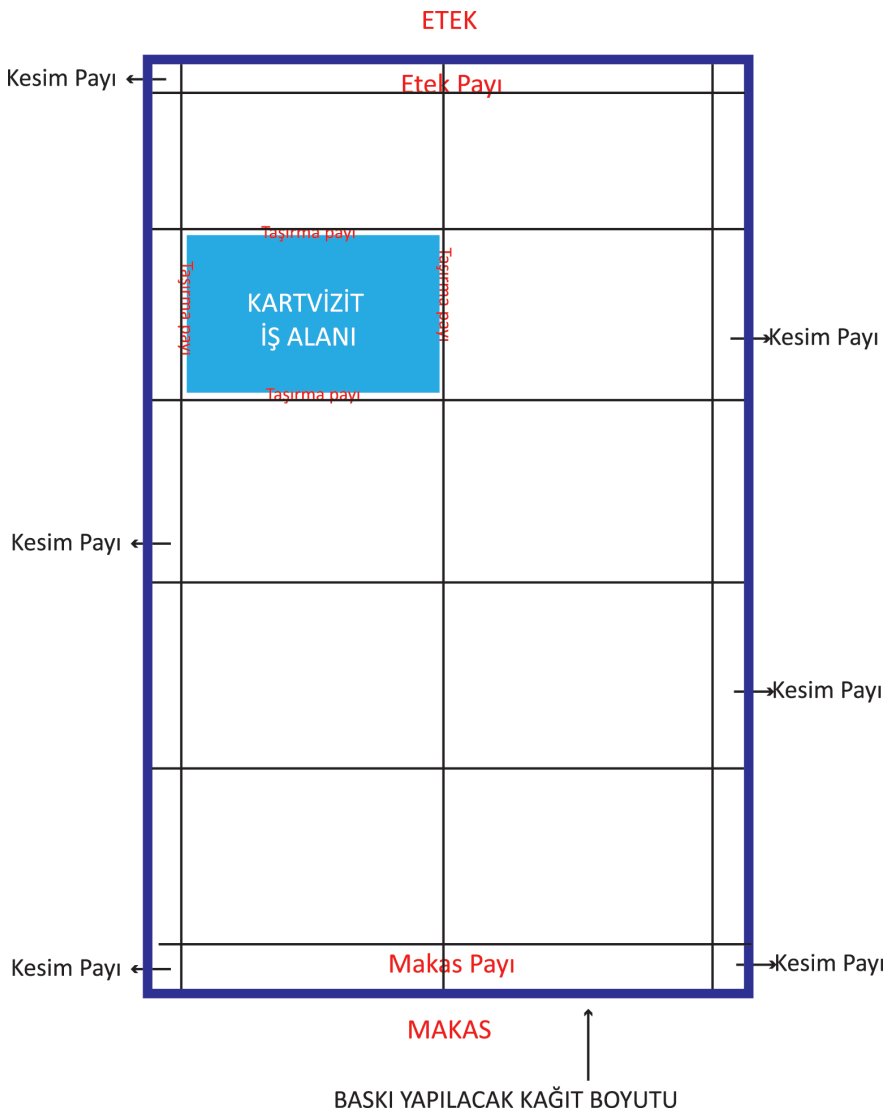 ETEK
Kesim Payı
Etek Payı
Taşırma payı
Taşırma payı
Taşırma payı
KARTVİZİT
İŞ ALANI
Kesim Payı
Taşırma payı
Kesim Payı
Kesim Payı
Kesim Payı
Makas Payı
Kesim Payı
MAKAS
BASKI YAPILACAK KAĞIT BOYUTU